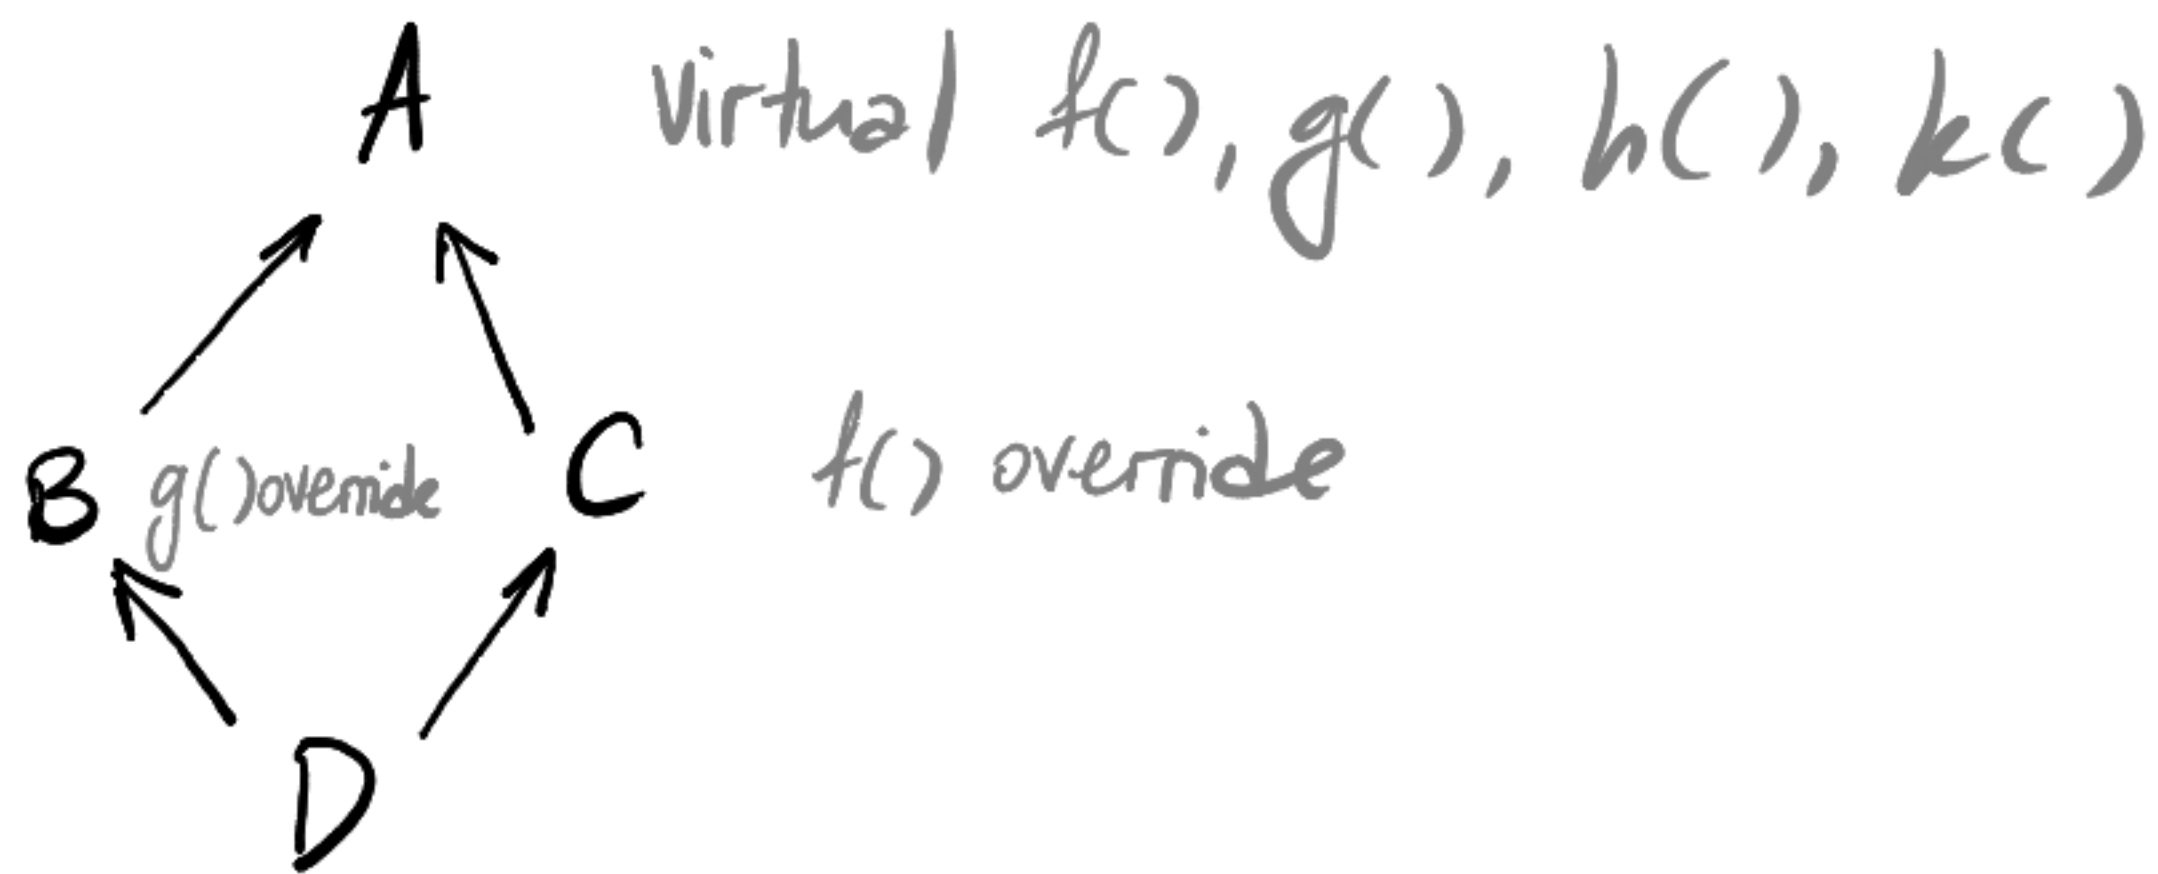 A virtual f(), g(), h(), k()
B g() override C f() override
D